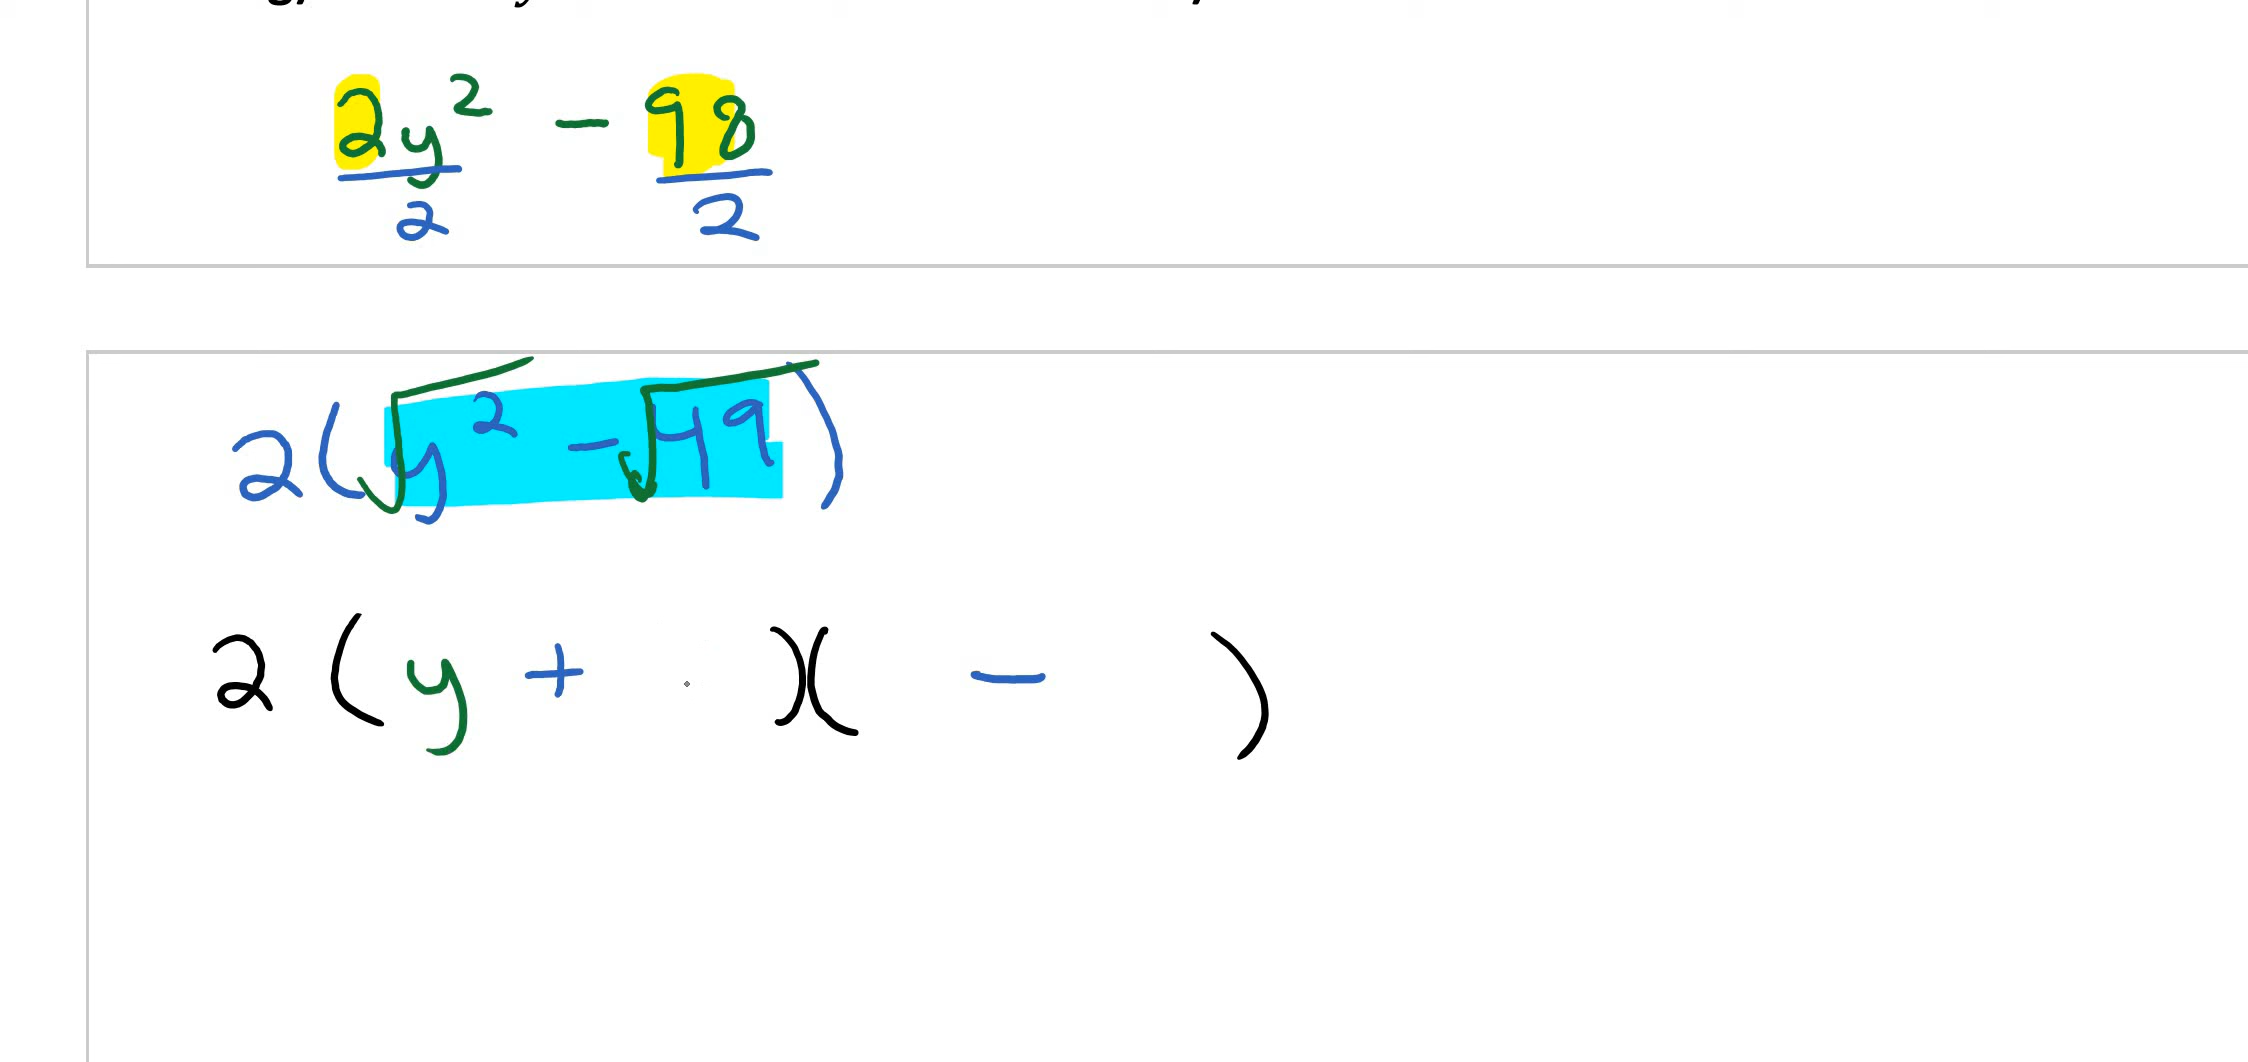 2y² - 98
2 2
2(√y² - √49)
2(y + )( - )